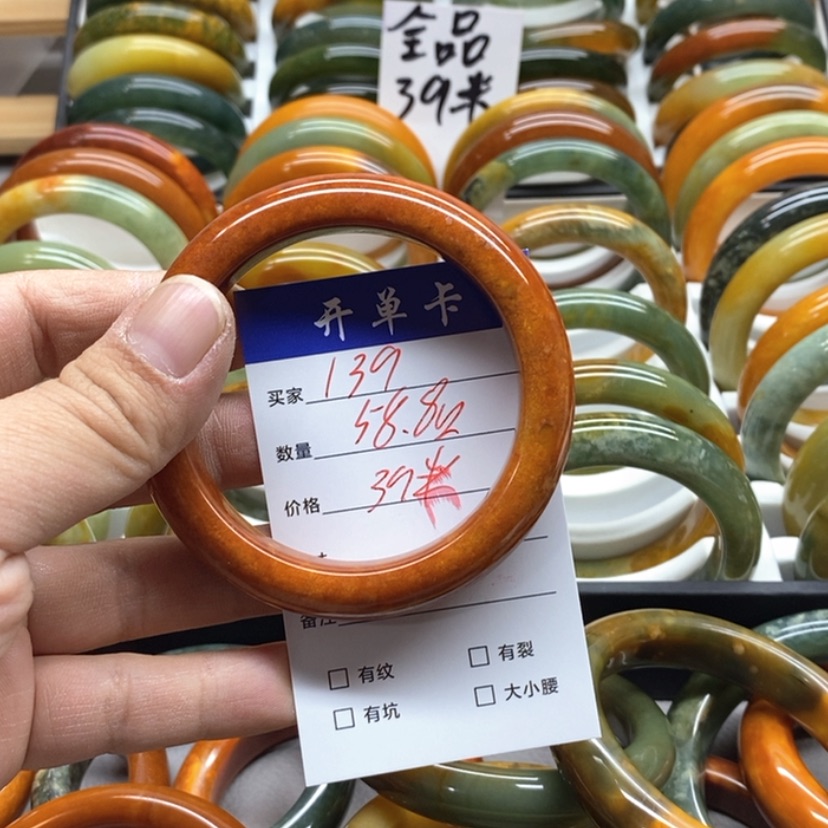 全品
39米
开单卡
买家 139
数量 58.8
价格 39米
备注
有纹
有裂
有坑
大小腰